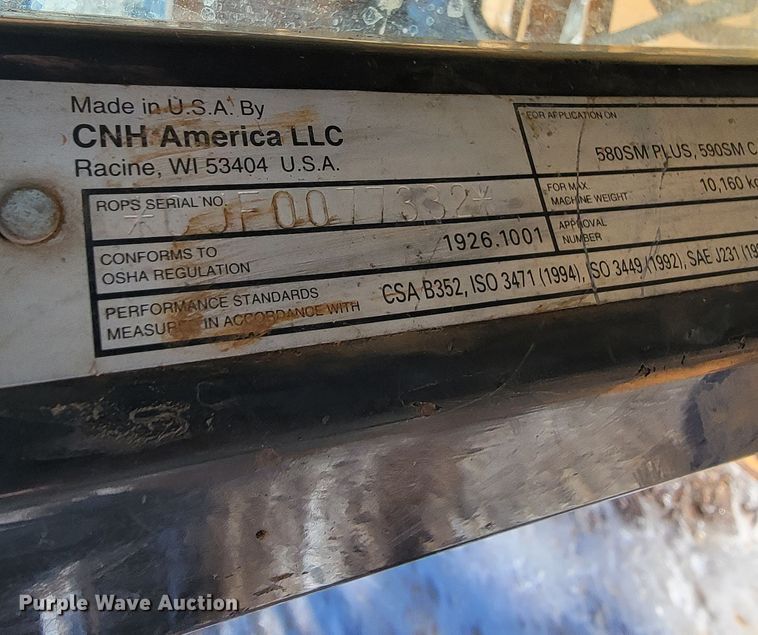 Made in U.S.A. By
CNH America LLC
Racine, WI 53404 U.S.A.
ROPS SERIAL NO.
CONFORMS TO
OSHA REGULATION
1926.1001
PERFORMANCE STANDARDS
MEASURED IN ACCORDANCE WITH
CSA B352, ISO 3471 (1994), ISO 3449 (1992), SAE J231
FOR APPLICATION ON
580SM PLUS, 590SM
FOR MAX.
MACHINE WEIGHT
10,160 kg
APPROVAL
NUMBER
Purple Wave Auction